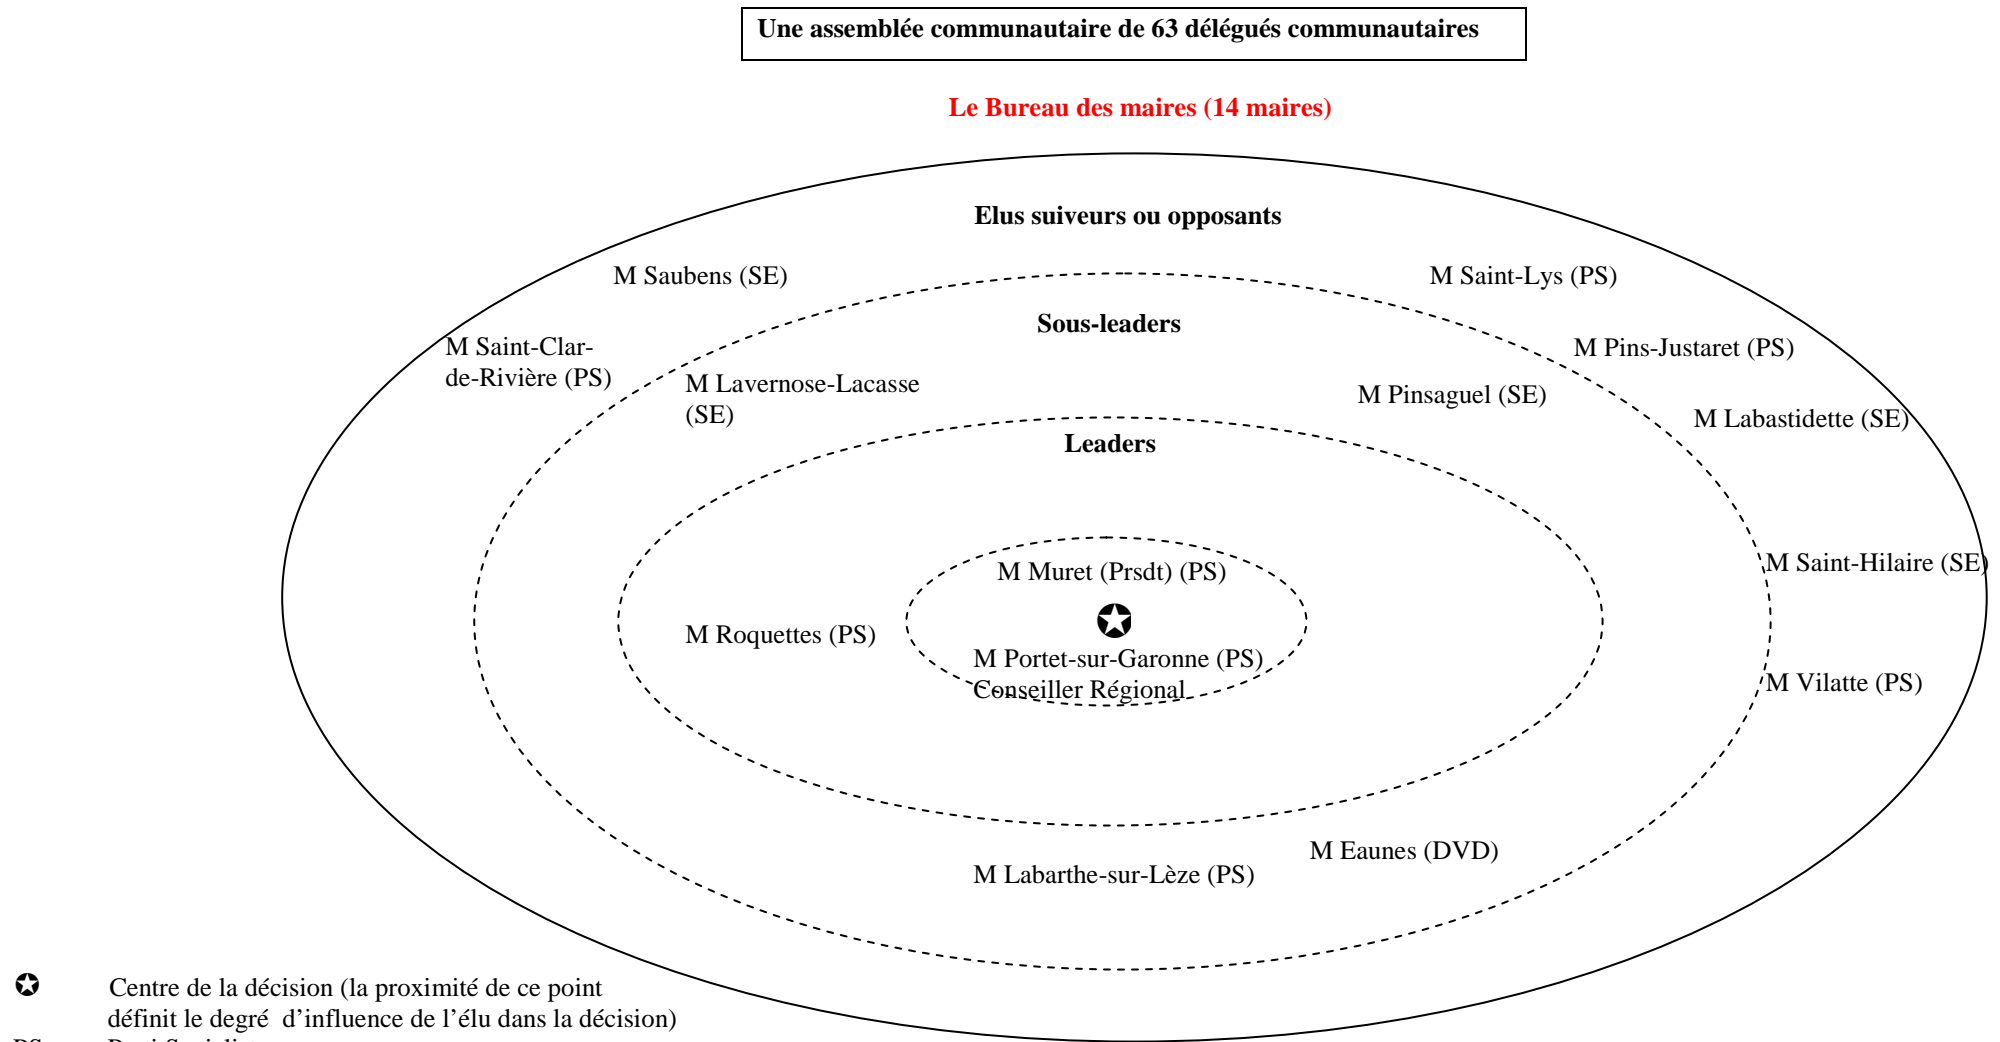 Une assemblée communautaire de 63 délégués communautaires
Le Bureau des maires (14 maires)
Elus suiveurs ou opposants
M Saubens (SE)
M Saint-Lys (PS)
Sous-leaders
M Saint-Clar-
de-Rivière (PS)
M Pins-Justaret (PS)
M Lavernose-Lacasse
(SE)
M Pinsaguel (SE)
M Labastidette (SE)
Leaders
M Muret (Prsdt) (PS)
M Saint-Hilaire (SE)
M Roquettes (PS)
M Portet-sur-Garonne (PS)
Conseiller Régional
M Vilatte (PS)
M Eaunes (DVD)
M Labarthe-sur-Lèze (PS)
Centre de la décision (la proximité de ce point
définit le degré d’influence de l’élu dans la décision)